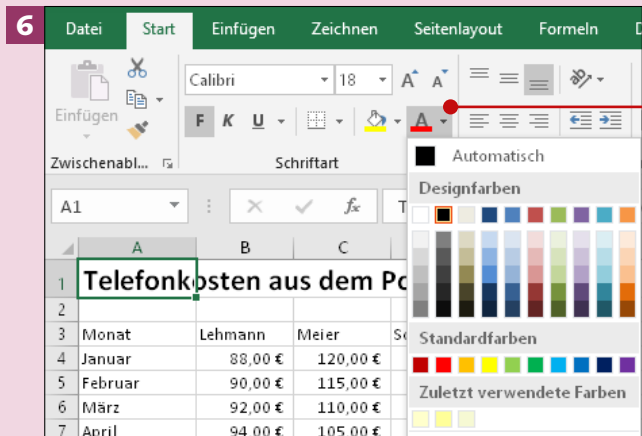 6
Datei Start Einfügen Zeichnen Seitenlayout Formeln
Calibri 18 A A
Einfügen F K U A
Zwischenabl... Schriftart
Automatisch
Designfarben
A1 fx T
A B C
1 Telefonkosten aus dem Po
2
3 Monat Lehmann Meier Sc
Standardfarben
4 Januar 88,00 € 120,00 €
5 Februar 90,00 € 115,00 €
Zuletzt verwendete Farben
6 März 92,00 € 110,00 €
7 April 94,00 € 105,00 €